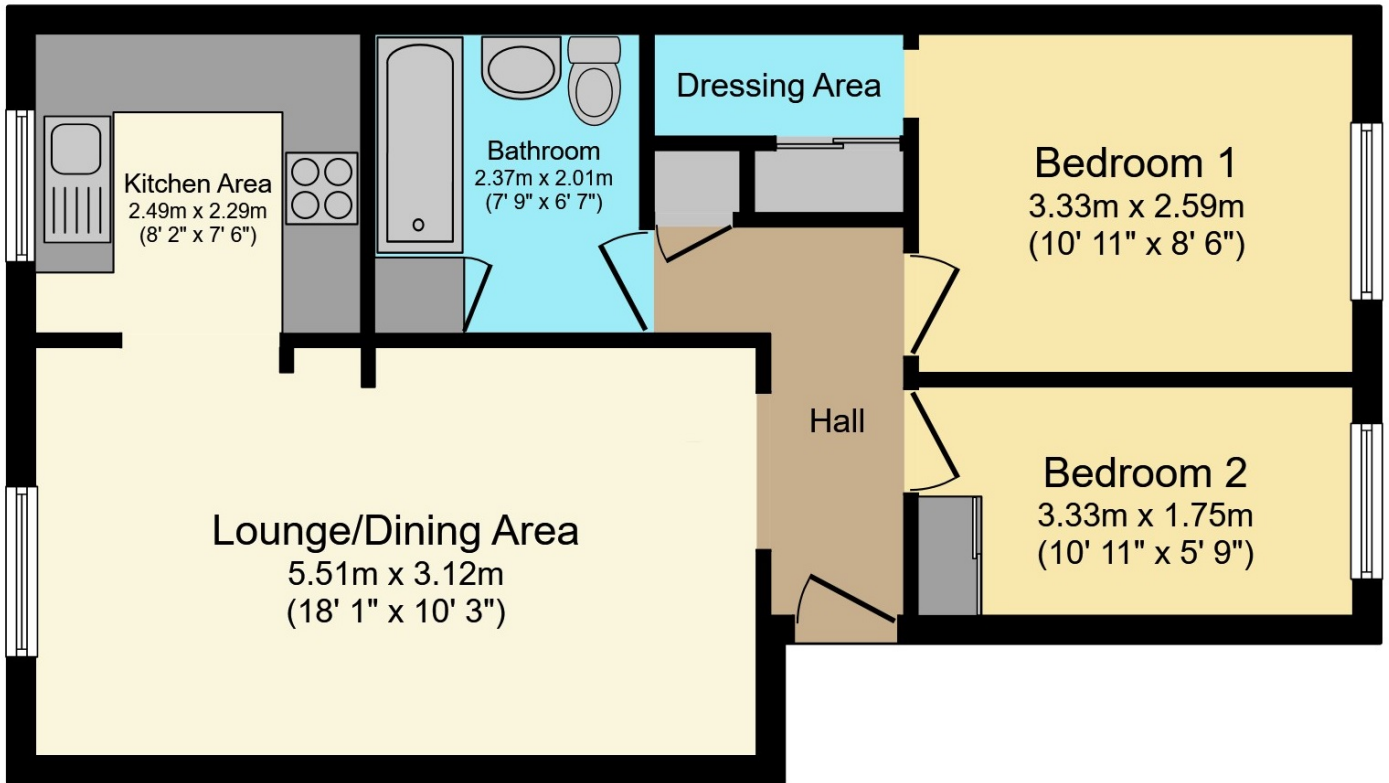 Kitchen Area
2.49m x 2.29m
(8' 2" x 7' 6")
Bathroom
2.37m x 2.01m
(7' 9" x 6' 7")
Dressing Area
Bedroom 1
3.33m x 2.59m
(10' 11" x 8' 6")
Lounge/Dining Area
5.51m x 3.12m
(18' 1" x 10' 3")
Hall
Bedroom 2
3.33m x 1.75m
(10' 11" x 5' 9")